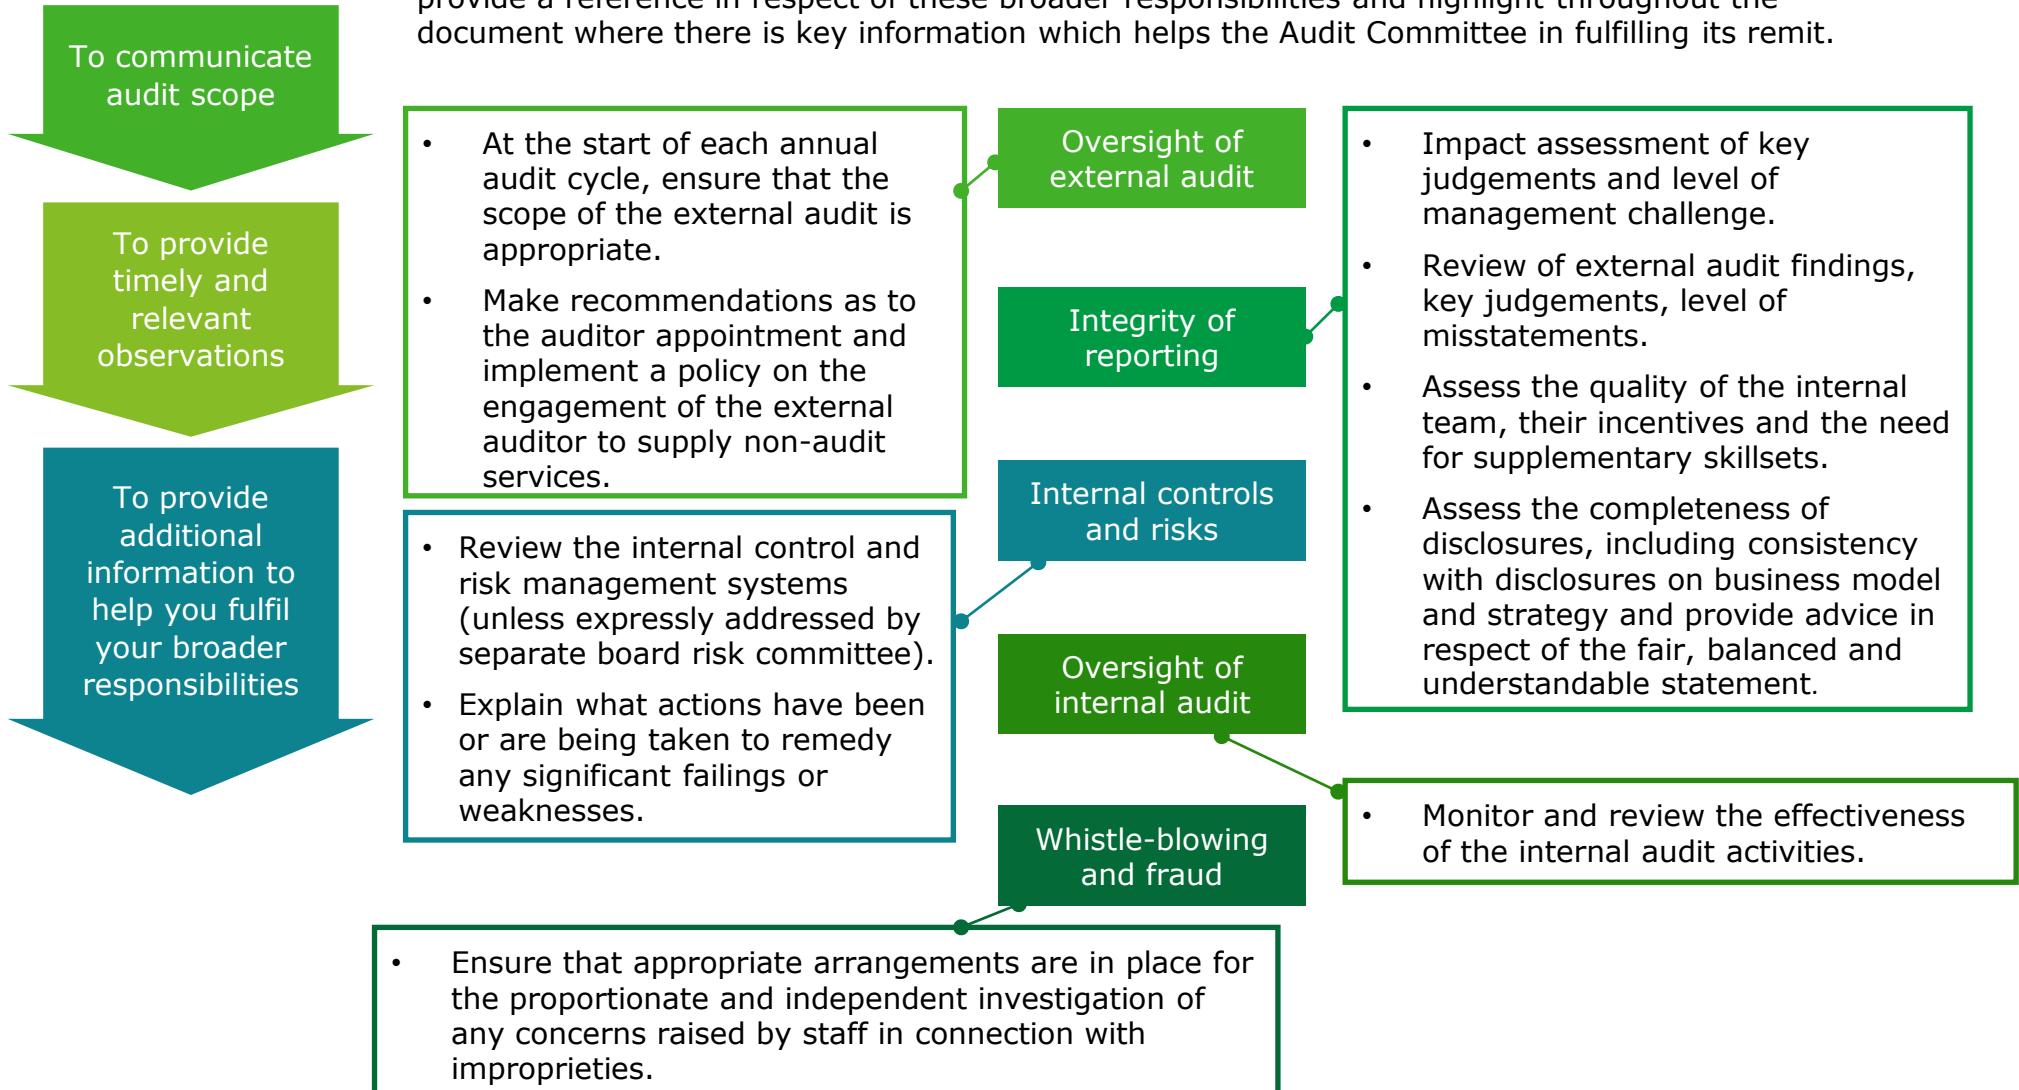 provide a reference in respect of these broader responsibilities and highlight throughout the
document where there is key information which helps the Audit Committee in fulfilling its remit.
To communicate
audit scope
To provide
timely and
relevant
observations
To provide
additional
information to
help you fulfil
your broader
responsibilities
• At the start of each annual
audit cycle, ensure that the
scope of the external audit is
appropriate.
• Make recommendations as to
the auditor appointment and
implement a policy on the
engagement of the external
auditor to supply non-audit
services.
• Review the internal control and
risk management systems
(unless expressly addressed by
separate board risk committee).
• Explain what actions have been
or are being taken to remedy
any significant failings or
weaknesses.
Oversight of
external audit
Integrity of
reporting
Internal controls
and risks
Oversight of
internal audit
Whistle-blowing
and fraud
• Impact assessment of key
judgements and level of
management challenge.
• Review of external audit findings,
key judgements, level of
misstatements.
• Assess the quality of the internal
team, their incentives and the need
for supplementary skillsets.
• Assess the completeness of
disclosures, including consistency
with disclosures on business model
and strategy and provide advice in
respect of the fair, balanced and
understandable statement.
• Monitor and review the effectiveness
of the internal audit activities.
• Ensure that appropriate arrangements are in place for
the proportionate and independent investigation of
any concerns raised by staff in connection with
improprieties.